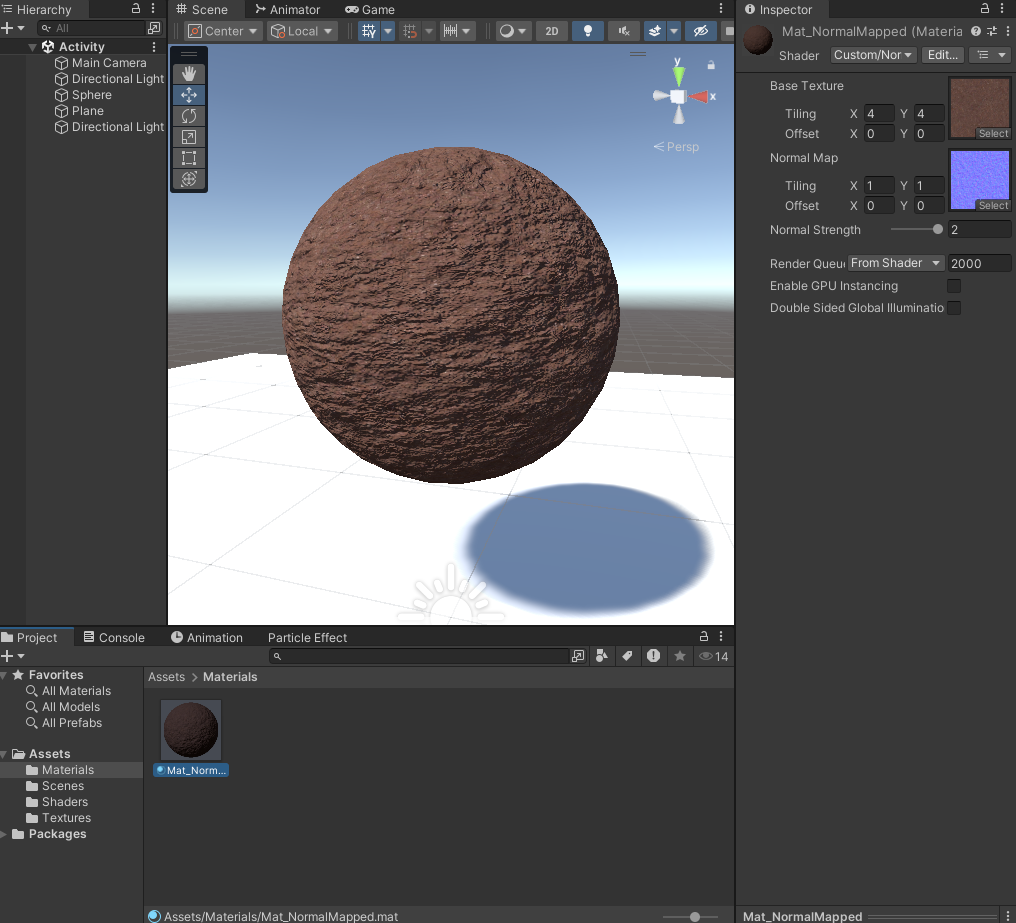 Hierarchy
All
Activity
Main Camera
Directional Light
Sphere
Plane
Directional Light
Scene
Animator
Game
Center
Local
2D
y
x
Persp
Inspector
Mat_NormalMapped (Materia
Shader
Custom/Nor
Edit...
Base Texture
Tiling X 4 Y 4
Offset X 0 Y 0
Select
Normal Map
Tiling X 1 Y 1
Offset X 0 Y 0
Select
Normal Strength 2
Render Queu From Shader 2000
Enable GPU Instancing
Double Sided Global Illuminatio
Project
Console
Animation
Particle Effect
14
Favorites
All Materials
All Models
All Prefabs
Assets
Materials
Scenes
Shaders
Textures
Packages
Assets > Materials
Mat_Norm...
Assets/Materials/Mat_NormalMapped.mat
Mat_NormalMapped